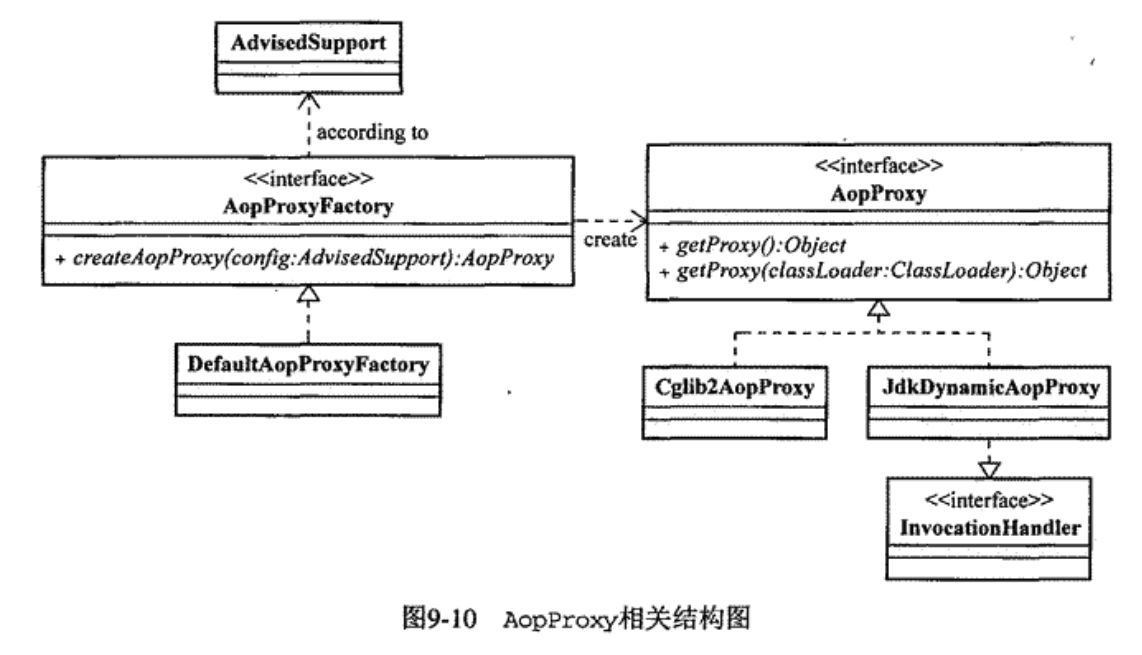 AdvisedSupport
according to
<<interface>>
AopProxyFactory
+ createAopProxy(config:AdvisedSupport):AopProxy
create
<<interface>>
AopProxy
+ getProxy():Object
+ getProxy(classLoader:ClassLoader):Object
DefaultAopProxyFactory
Cglib2AopProxy
JdkDynamicAopProxy
<<interface>>
InvocationHandler
图9-10 AopProxy相关结构图